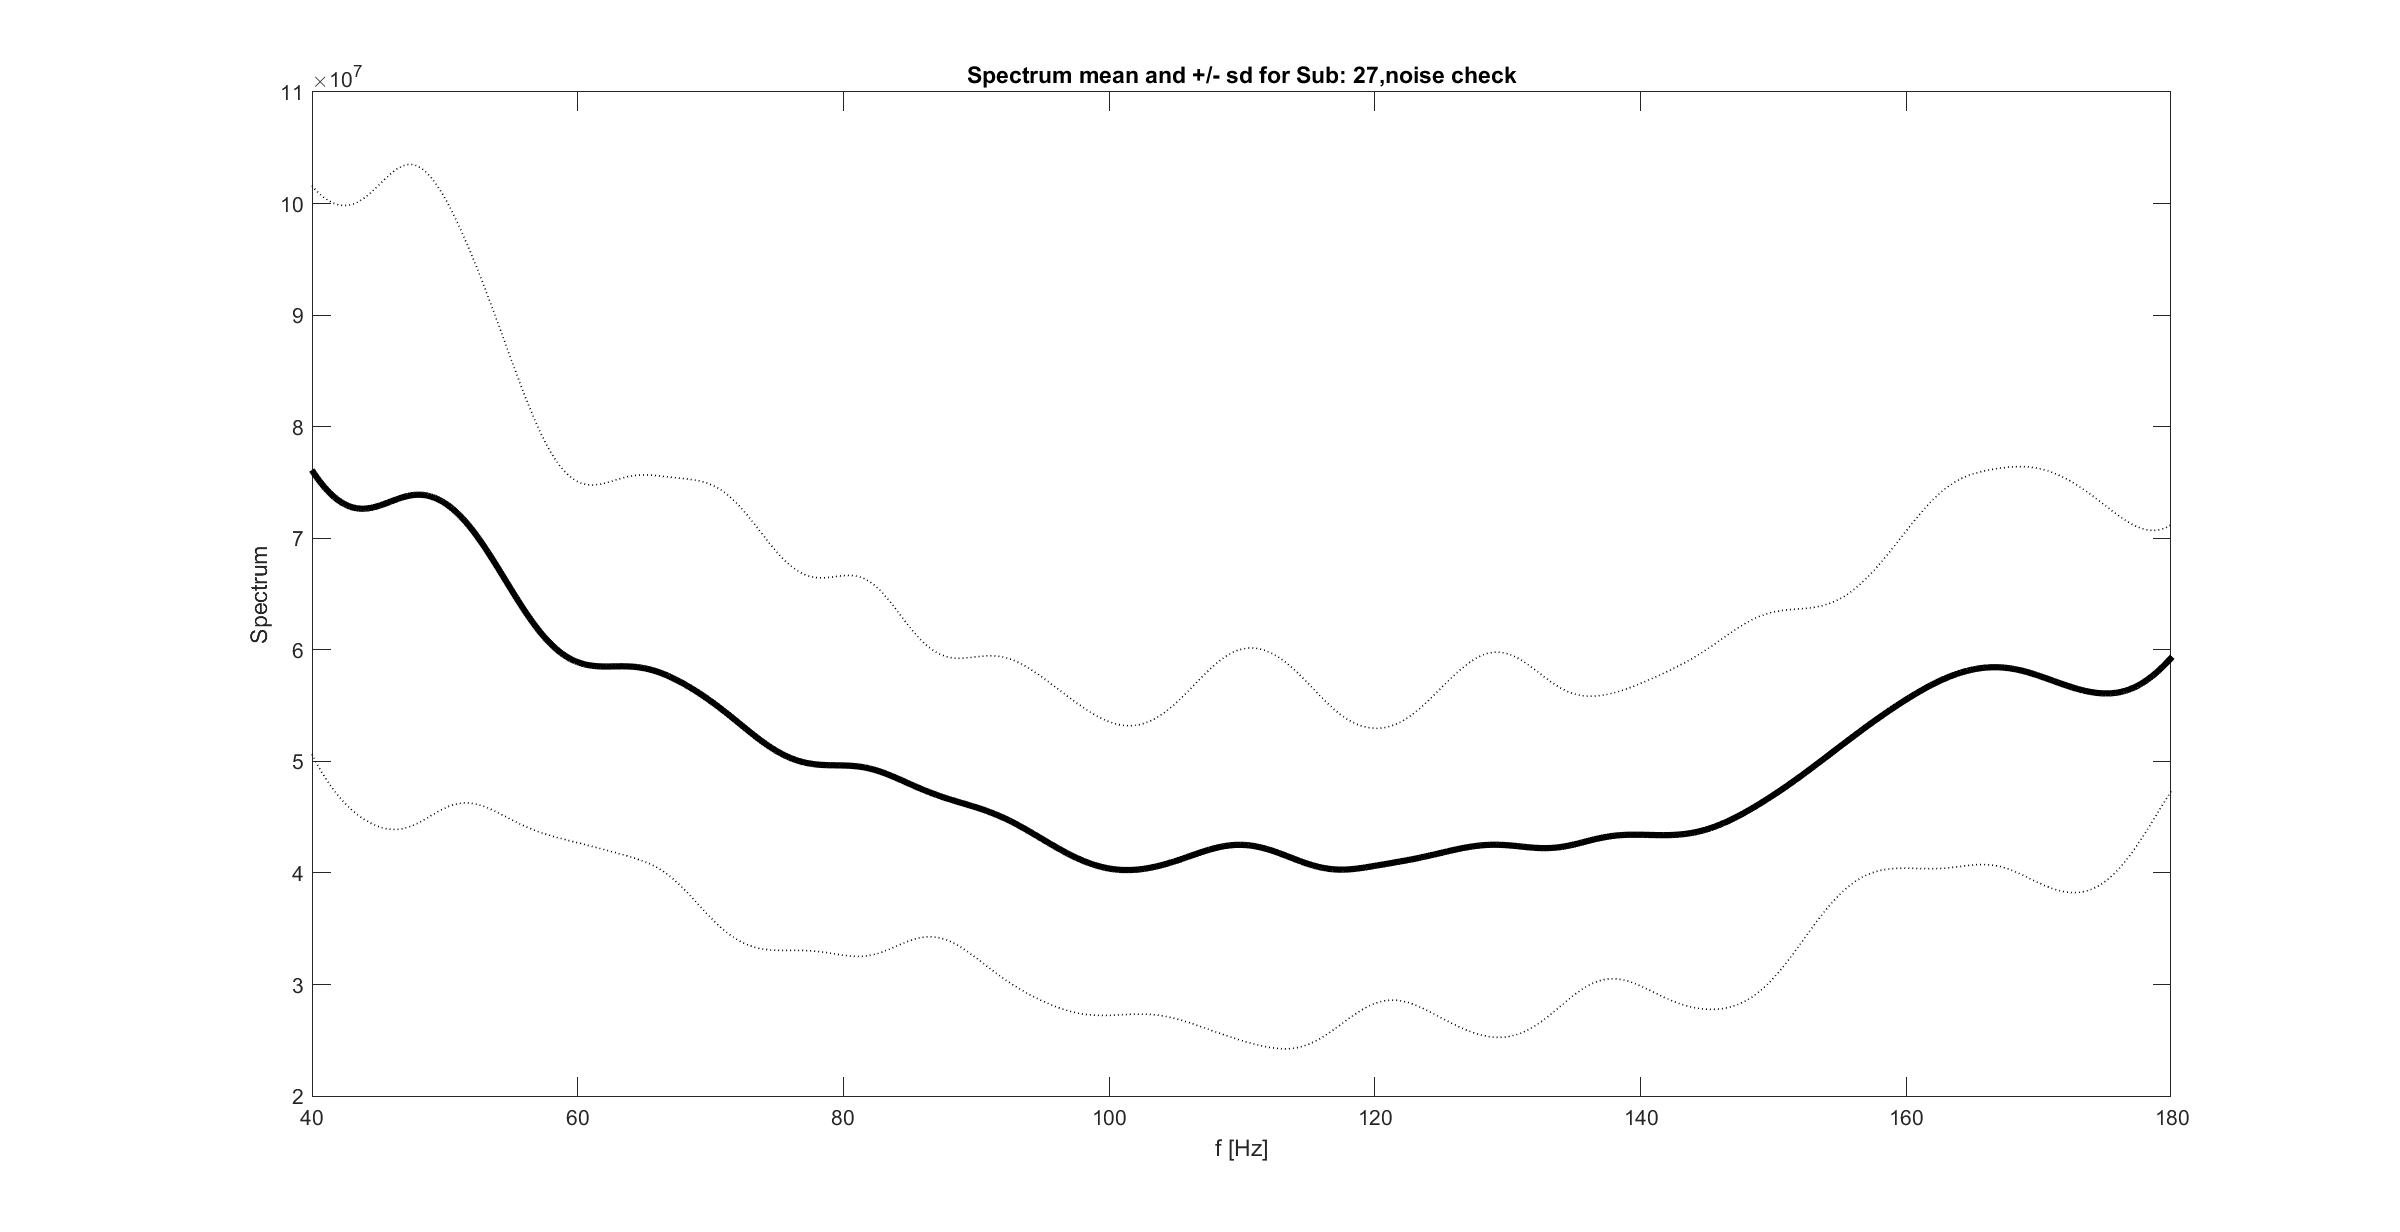 Spectrum mean and +/- sd for Sub: 27,noise check
×10^7
11
10
9
8
7
6
5
4
3
2
Spectrum
40 60 80 100 120 140 160 180
f [Hz]